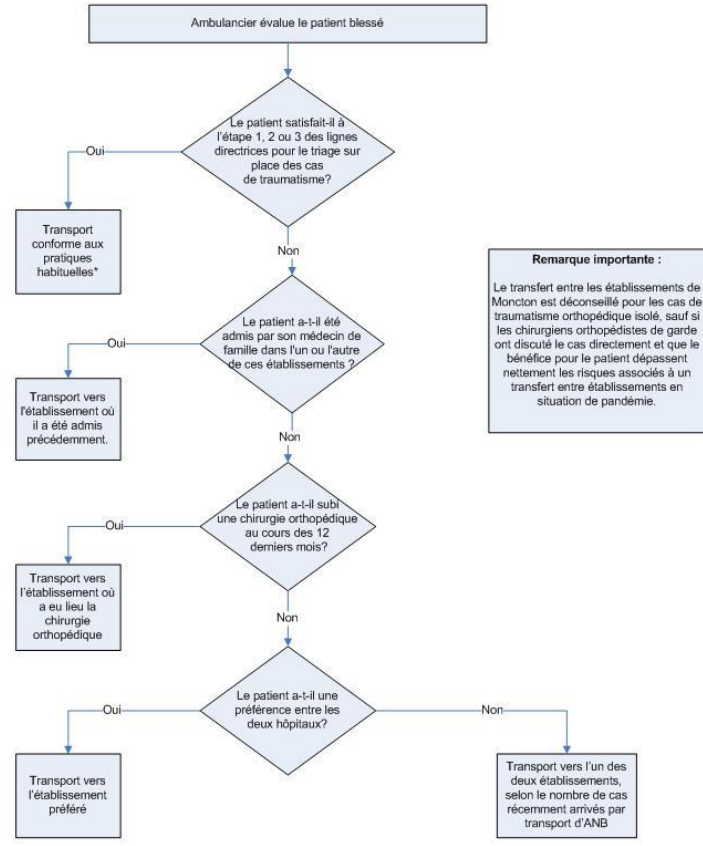 Ambulancier évalue le patient blessé
Le patient satisfait-il à
l'étape 1, 2 ou 3 des lignes
directrices pour le triage sur
place des cas
de traumatisme?
Oui
Transport
conforme aux
pratiques
habituelles*
Non
Remarque importante :
Le transfert entre les établissements de
Moncton est déconseillé pour les cas de
traumatisme orthopédique isolé, sauf si
les chirurgiens orthopédistes de garde
ont discuté le cas directement et que le
bénéfice pour le patient dépassent
nettement les risques associés à un
transfert entre établissements en
situation de pandémie.
Le patient a-t-il été
admis par son médecin de
famille dans l'un ou l'autre
de ces établissements ?
Oui
Transport vers
l'établissement où
il a été admis
précédemment.
Non
Le patient a-t-il subi
une chirurgie orthopédique
au cours des 12
derniers mois?
Oui
Transport vers
l'établissement où
a eu lieu la
chirurgie
orthopédique
Non
Le patient a-t-il une
préférence entre les
deux hôpitaux?
Oui
Non
Transport vers
l'établissement
préféré
Transport vers l'un des
deux établissements,
selon le nombre de cas
récemment arrivés par
transport d'ANB